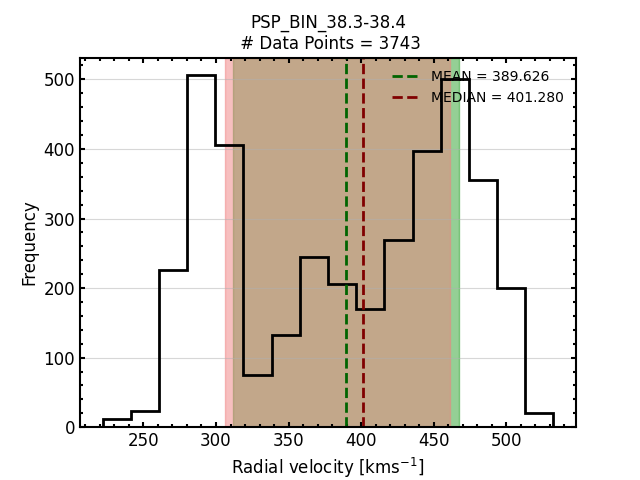 PSP_BIN_38.3-38.4
# Data Points = 3743
MEAN = 389.626
MEDIAN = 401.280
Frequency
500
400
300
200
100
0
250 300 350 400 450 500
Radial velocity [kms⁻¹]